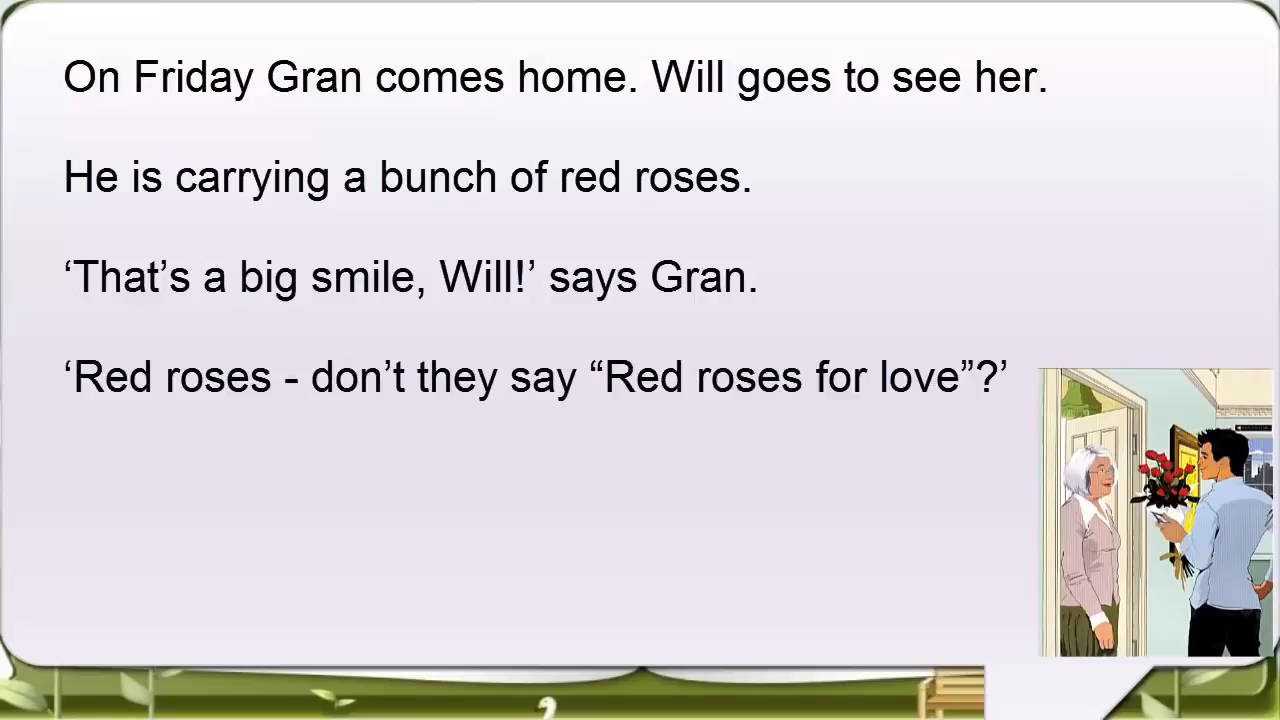 On Friday Gran comes home. Will goes to see her.
He is carrying a bunch of red roses.
‘That’s a big smile, Will!’ says Gran.
‘Red roses - don’t they say “Red roses for love”?’